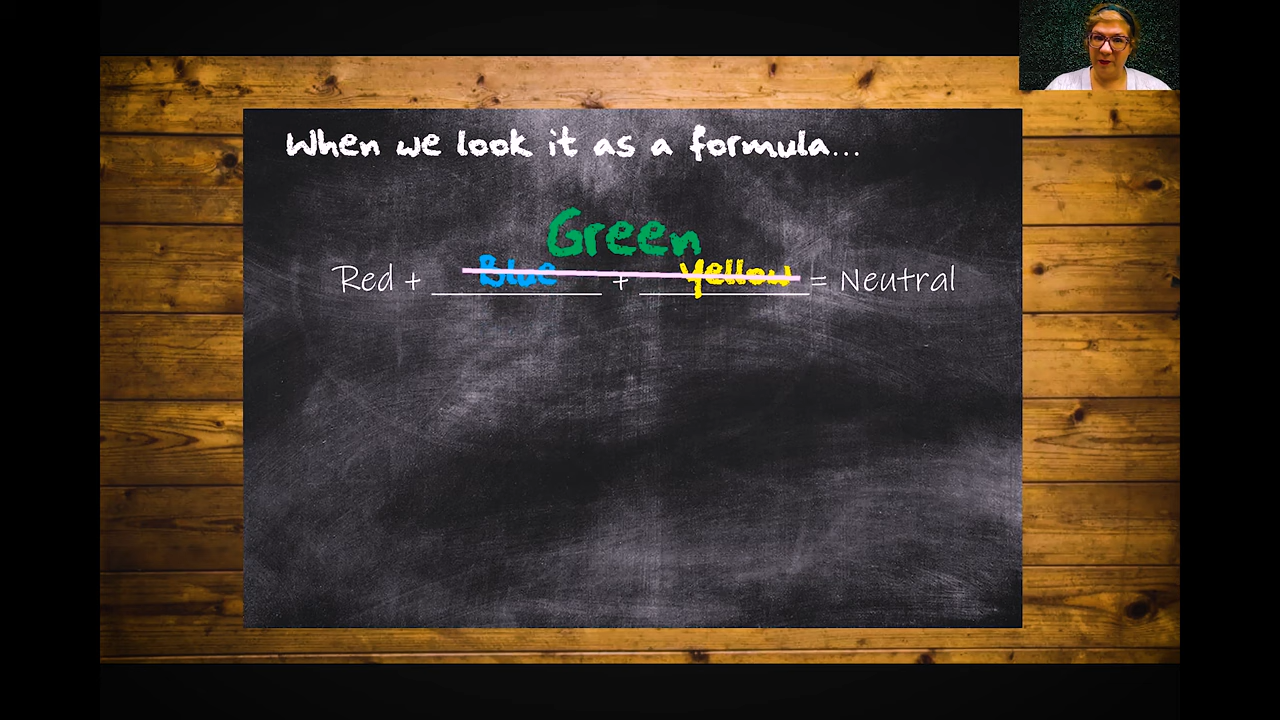 When we look it as a formula...
Green
Red + Blue + Yellow = Neutral